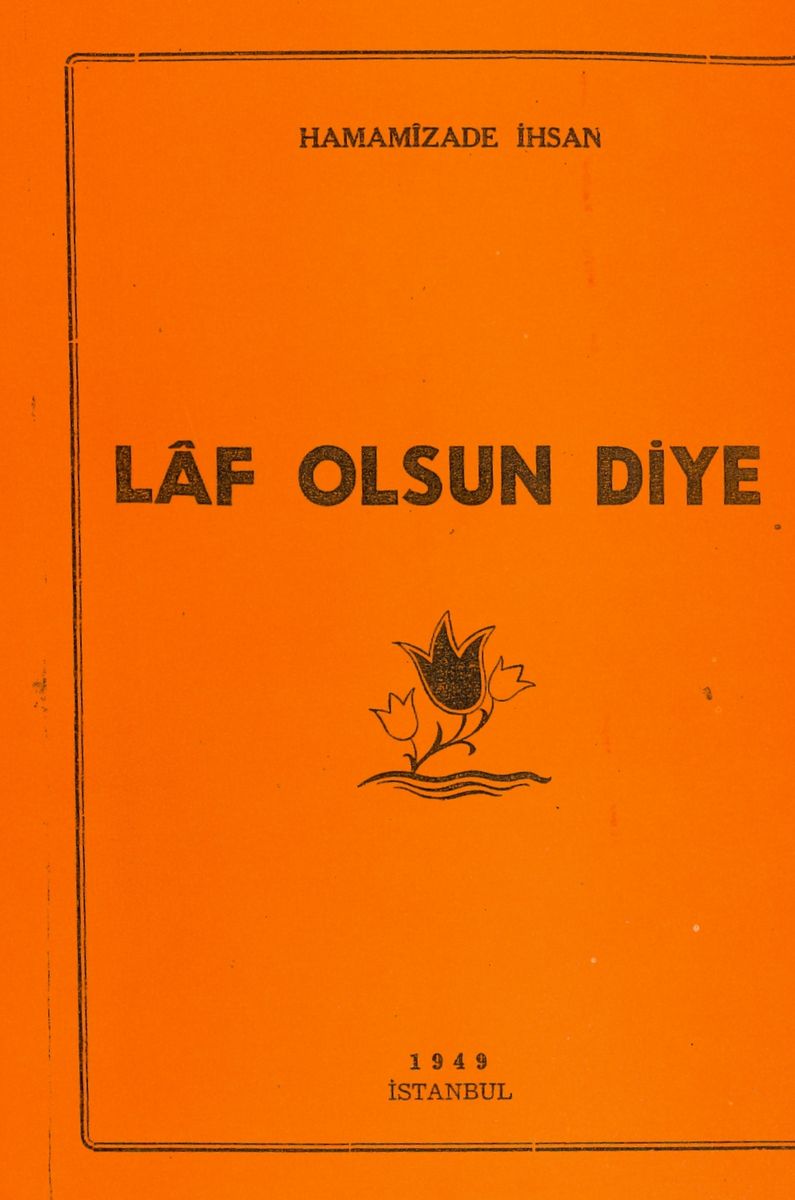 HAMAMÎZADE İHSAN
LÂF OLSUN DİYE
1949
İSTANBUL